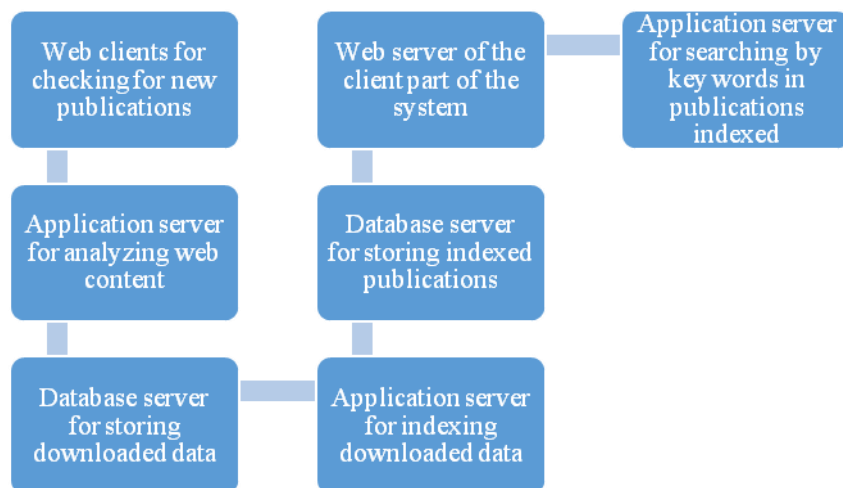 Web clients for
checking for new
publications
Application server
for analyzing web
content
Database server
for storing
downloaded data
Application server
for indexing
downloaded data
Database server
for storing indexed
publications
Web server of the
client part of the
system
Application server
for searching by
key words in
publications
indexed